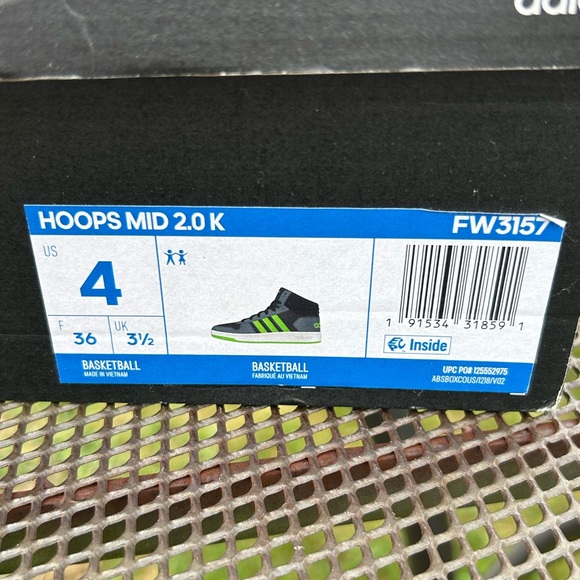 HOOPS MID 2.0 K
FW3157
US
4
F
36
UK
3½
1 91534 31859 1
Inside
BASKETBALL
MADE IN VIETNAM
BASKETBALL
FABRIQUÉ AU VIETNAM
UPC PO# 125552975
ABSBOXCOUS/1218/V02